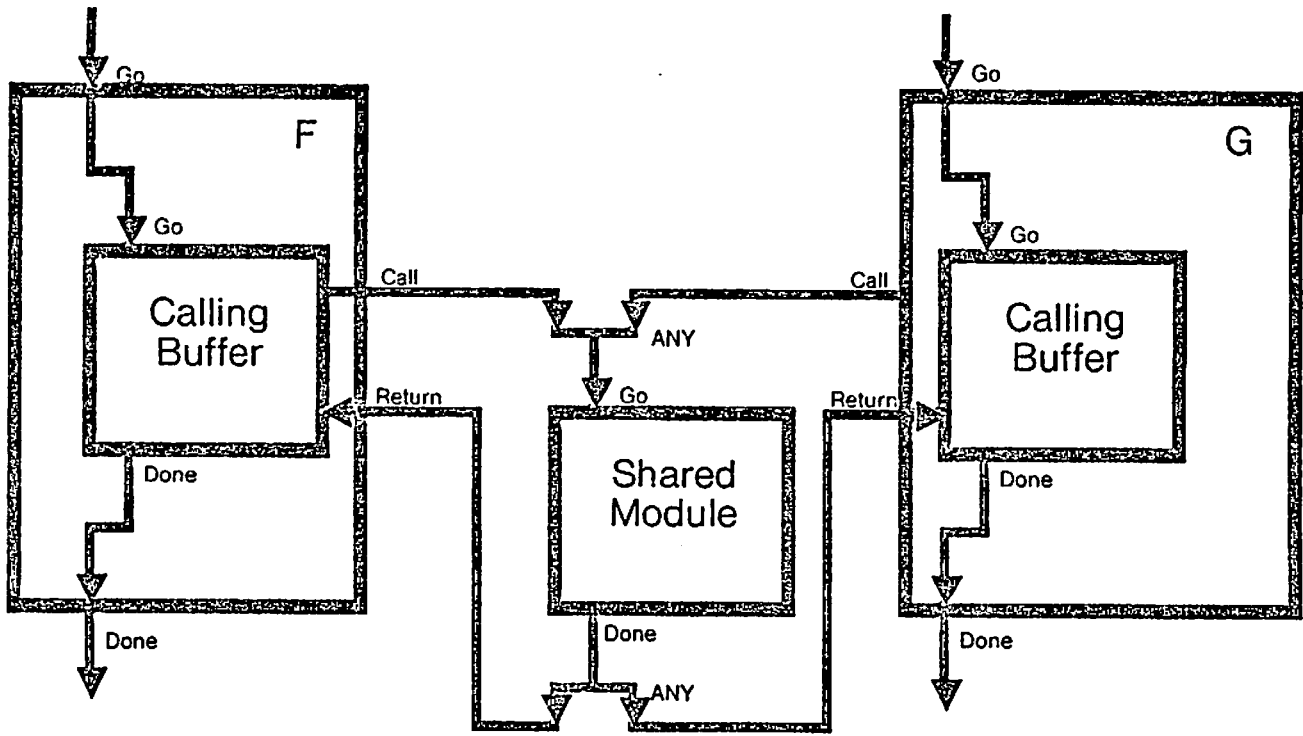 Go
F
Go
Calling
Buffer
Call
Return
Done
Done
ANY
Go
Shared
Module
Done
ANY
Go
G
Call
Go
Calling
Buffer
Return
Done
Done